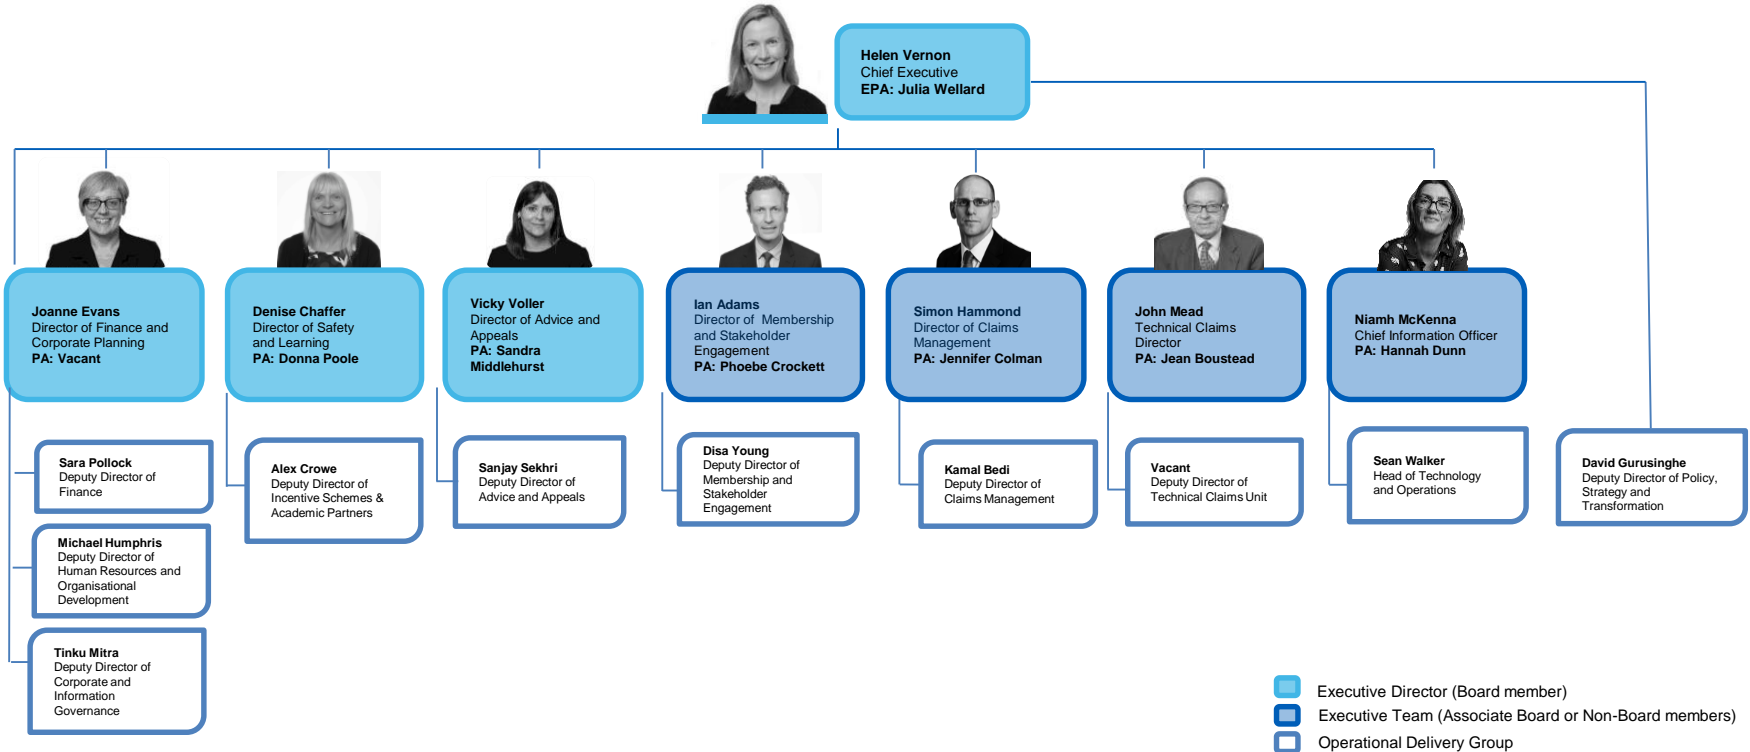 Helen Vernon
Chief Executive
EPA: Julia Wellard
Joanne Evans
Director of Finance and
Corporate Planning
PA: Vacant
Denise Chaffer
Director of Safety
and Learning
PA: Donna Poole
Vicky Voller
Director of Advice and
Appeals
PA: Sandra
Middlehurst
Ian Adams
Director of Membership
and Stakeholder
Engagement
PA: Phoebe Crockett
Simon Hammond
Director of Claims
Management
PA: Jennifer Colman
John Mead
Technical Claims
Director
PA: Jean Boustead
Niamh McKenna
Chief Information Officer
PA: Hannah Dunn
Sara Pollock
Deputy Director of
Finance
Michael Humphris
Deputy Director of
Human Resources and
Organisational
Development
Tinku Mitra
Deputy Director of
Corporate and
Information
Governance
Alex Crowe
Deputy Director of
Incentive Schemes &
Academic Partners
Sanjay Sekhri
Deputy Director of
Advice and Appeals
Disa Young
Deputy Director of
Membership and
Stakeholder
Engagement
Kamal Bedi
Deputy Director of
Claims Management
Vacant
Deputy Director of
Technical Claims Unit
Sean Walker
Head of Technology
and Operations
David Gurusinghe
Deputy Director of Policy,
Strategy and
Transformation
Executive Director (Board member)
Executive Team (Associate Board or Non-Board members)
Operational Delivery Group